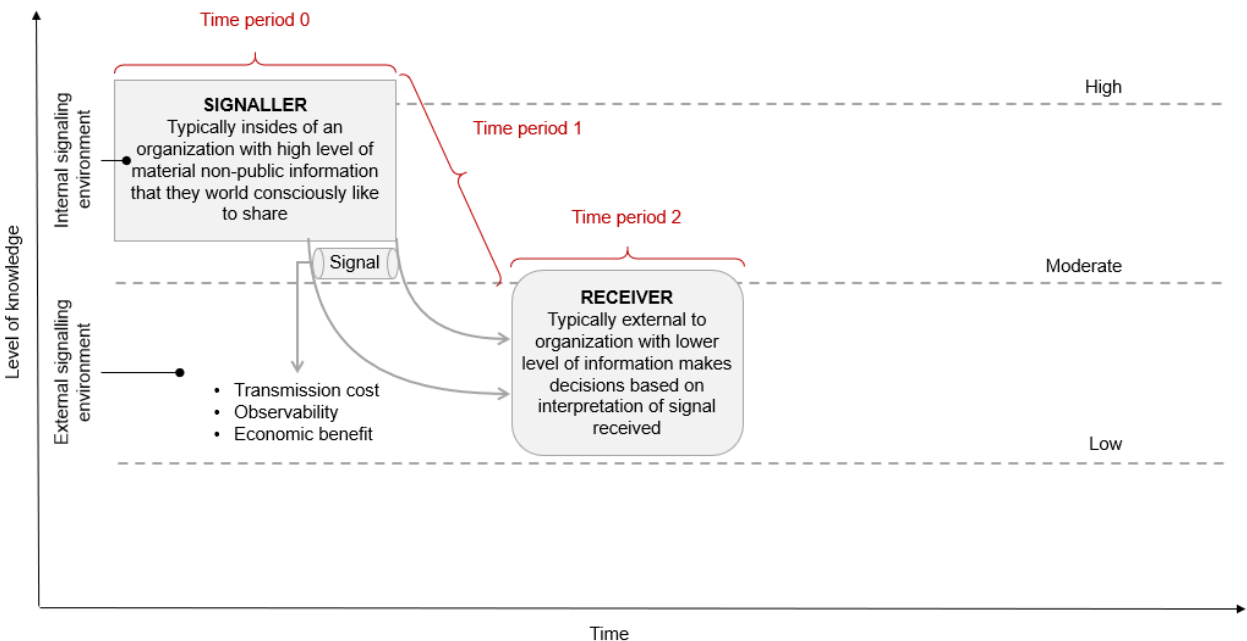 Time period 0
High
SIGNALLER
Typically insides of an
organization with high level of
material non-public information
that they world consciously like
to share
Internal signaling
environment
Time period 1
Time period 2
Signal
Moderate
Level of knowledge
RECEIVER
Typically external to
organization with lower
level of information makes
decisions based on
interpretation of signal
received
External signalling
environment
• Transmission cost
• Observability
• Economic benefit
Low
Time